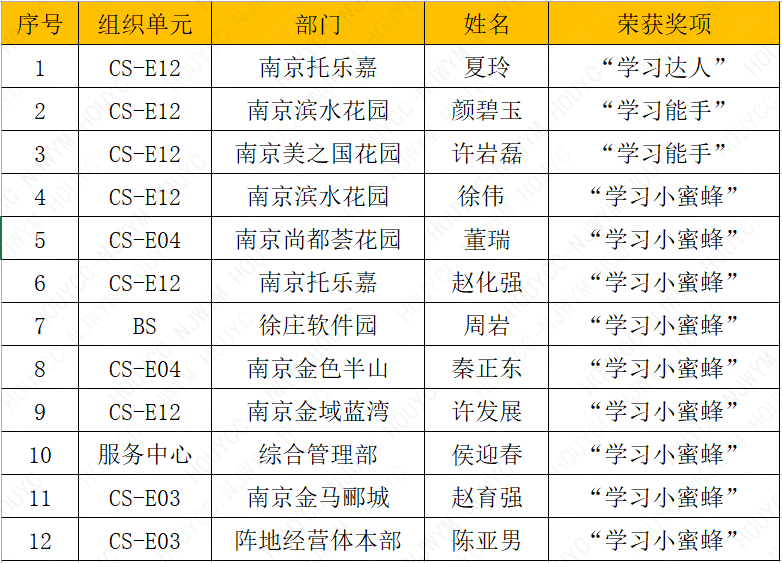 序号 组织单元 部门 姓名 荣获奖项
1 CS-E12 南京托乐嘉 夏玲 “学习达人”
2 CS-E12 南京滨水花园 颜碧玉 “学习能手”
3 CS-E12 南京美之国花园 许岩磊 “学习能手”
4 CS-E12 南京滨水花园 徐伟 “学习小蜜蜂”
5 CS-E04 南京尚都荟花园 董瑞 “学习小蜜蜂”
6 CS-E12 南京托乐嘉 赵化强 “学习小蜜蜂”
7 BS 徐庄软件园 周岩 “学习小蜜蜂”
8 CS-E04 南京金色半山 秦正东 “学习小蜜蜂”
9 CS-E12 南京金域蓝湾 许发展 “学习小蜜蜂”
10 服务中心 综合管理部 侯迎春 “学习小蜜蜂”
11 CS-E03 南京金马郦城 赵育强 “学习小蜜蜂”
12 CS-E03 阵地经营体本部 陈亚男 “学习小蜜蜂”